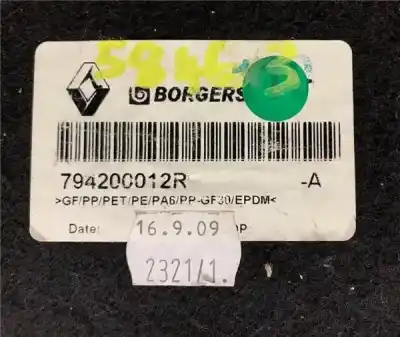 BORGERS
794200012R -A
>GF/PP/PET/PE/PA6/PP-GF30/EPDM<
Date:
16.9.09
2321/1.